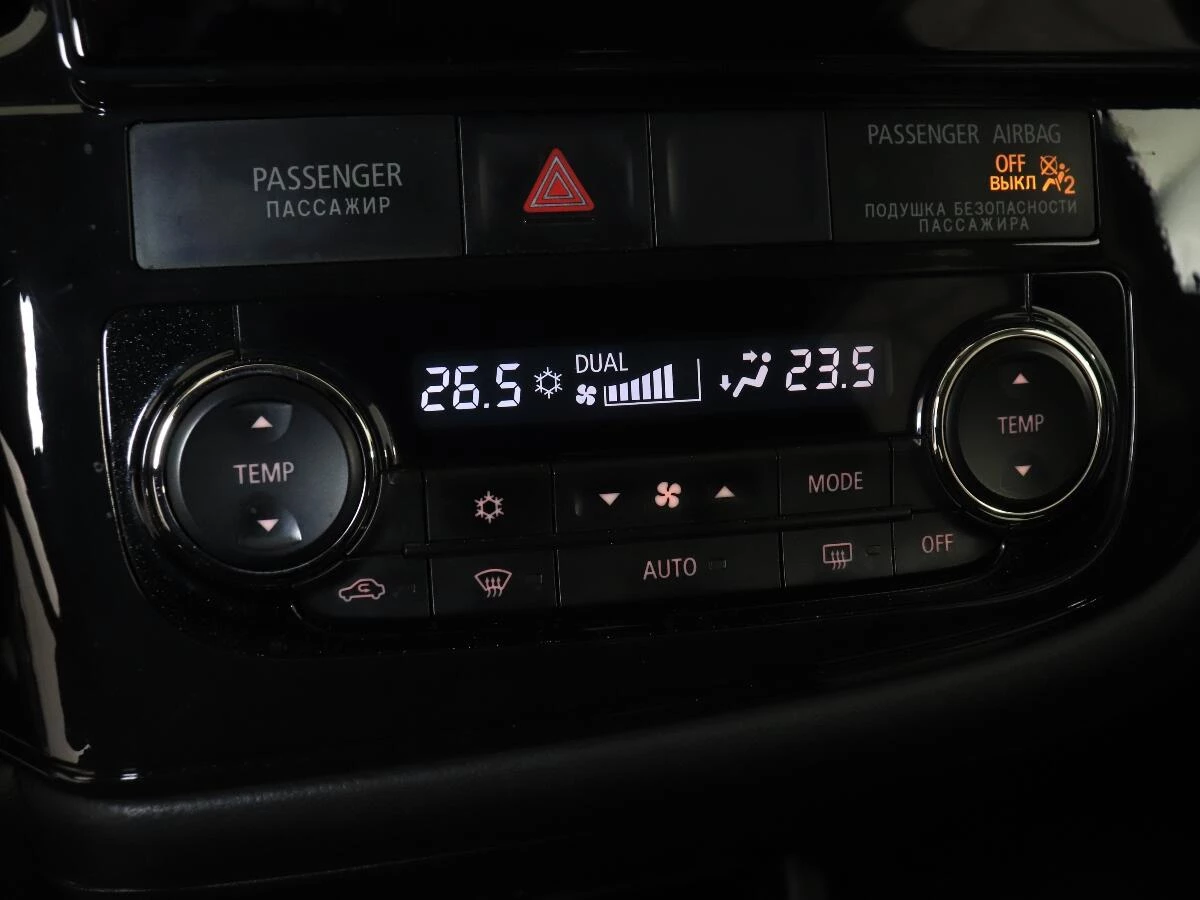 PASSENGER
ПАССАЖИР
PASSENGER AIRBAG
OFF
ВЫКЛ 2
ПОДУШКА БЕЗОПАСНОСТИ
ПАССАЖИРА
26.5 DUAL 23.5
TEMP
TEMP
MODE
AUTO
OFF